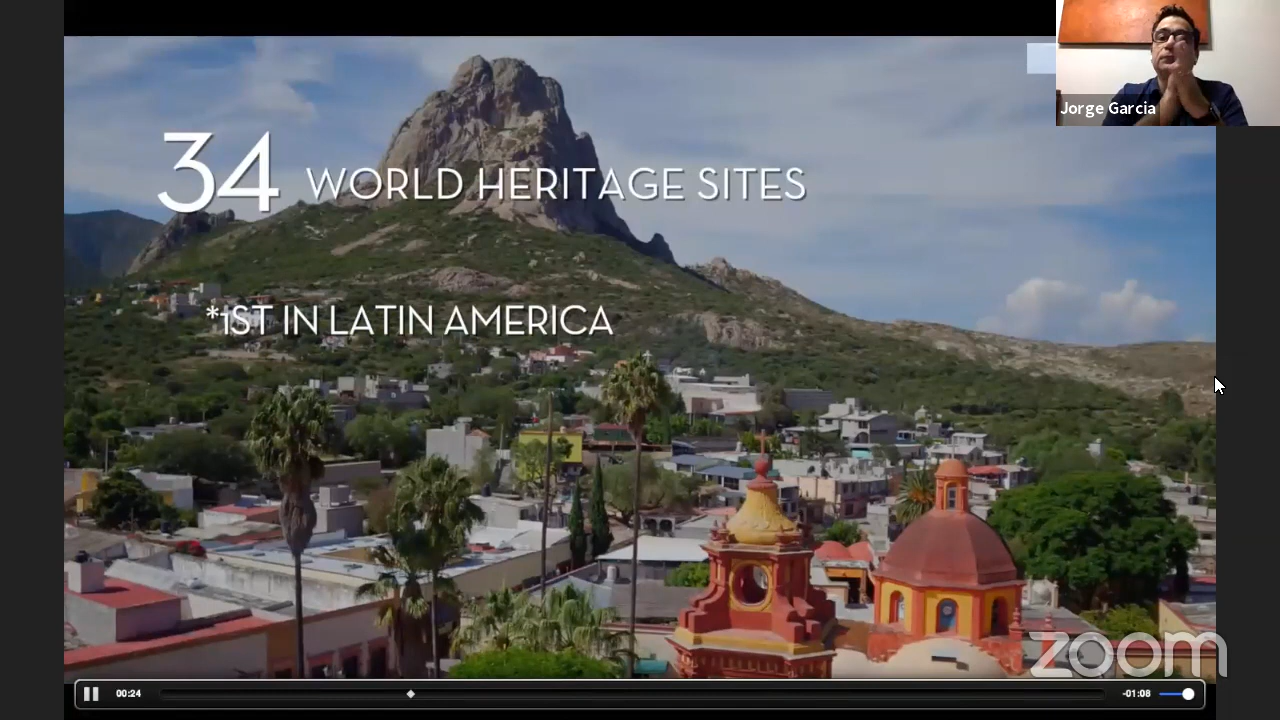 Jorge Garcia
34 WORLD HERITAGE SITES
*1ST IN LATIN AMERICA
zoom
00:24
-01:08